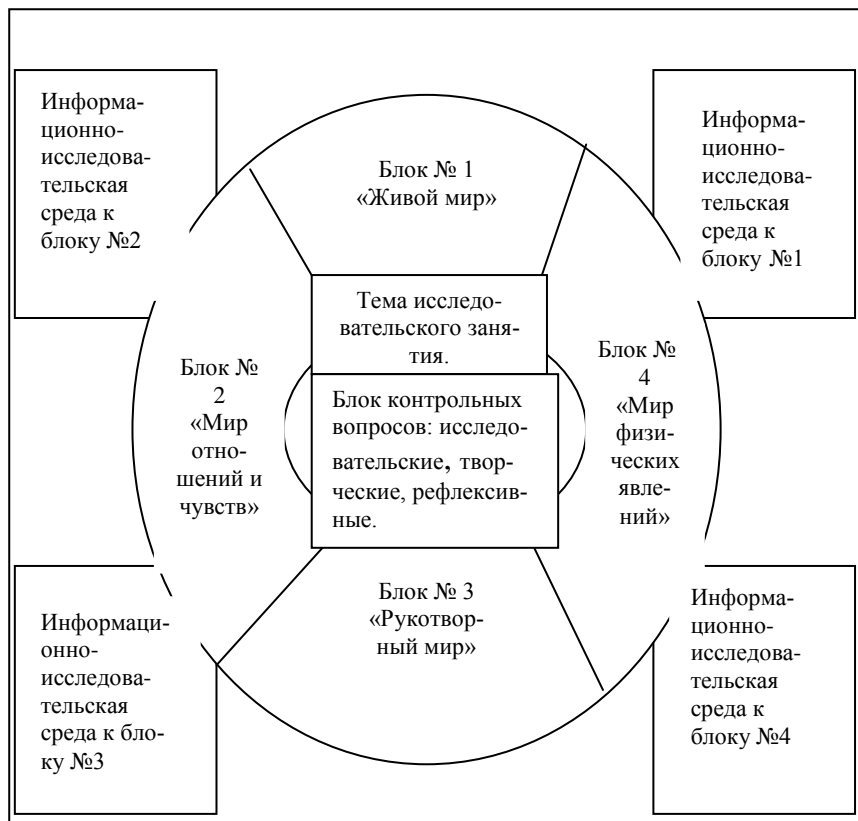 Информа-
ционно-
исследова-
тельская
среда к
блоку №2
Информа-
ционно-
исследова-
тельская
среда к
блоку №1
Блок № 1
«Живой мир»
Тема исследо-
вательского заня-
тия.
Блок №
2
«Мир
отно-
шений и
чувств»
Блок контрольных
вопросов: исследо-
вательские, твор-
ческие, рефлексив-
ные.
Блок №
4
«Мир
физи-
ческих
явле-
ний»
Блок № 3
«Рукотвор-
ный мир»
Информаци-
онно-
исследова-
тельская
среда к бло-
ку №3
Информа-
ционно-
исследова-
тельская
среда к
блоку №4